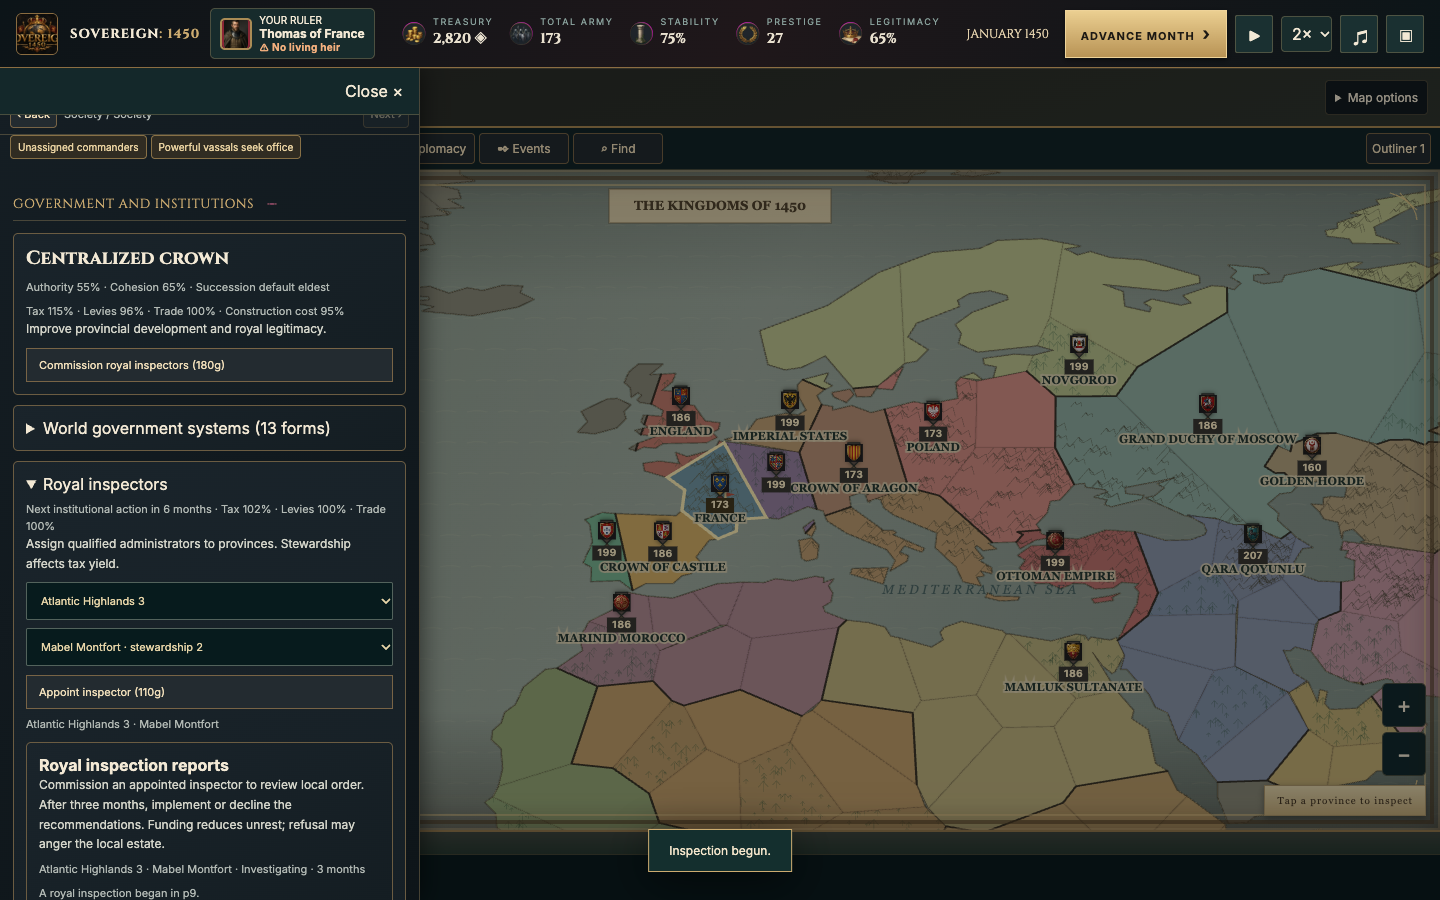 SOVEREIGN: 1450
YOUR RULER
Thomas of France
⚠ No living heir
TREASURY
2,820 ◈
TOTAL ARMY
173
STABILITY
75%
PRESTIGE
27
LEGITIMACY
65%
JANUARY 1450
ADVANCE MONTH ›
2×
Close ×
‹ Back
Society / Society
Next ›
Map options
Unassigned commanders
Powerful vassals seek office
Events
Find
Outliner 1
GOVERNMENT AND INSTITUTIONS
CENTRALIZED CROWN
Authority 55% · Cohesion 65% · Succession default eldest
Tax 115% · Levies 96% · Trade 100% · Construction cost 95%
Improve provincial development and royal legitimacy.
Commission royal inspectors (180g)
World government systems (13 forms)
Royal inspectors
Next institutional action in 6 months · Tax 102% · Levies 100% · Trade
100%
Assign qualified administrators to provinces. Stewardship
affects tax yield.
Atlantic Highlands 3
Mabel Montfort · stewardship 2
Appoint inspector (110g)
Atlantic Highlands 3 · Mabel Montfort
Royal inspection reports
Commission an appointed inspector to review local order.
After three months, implement or decline the
recommendations. Funding reduces unrest; refusal may
anger the local estate.
Atlantic Highlands 3 · Mabel Montfort · Investigating · 3 months
A royal inspection began in p9.
THE KINGDOMS OF 1450
199
NOVGOROD
186
ENGLAND
199
IMPERIAL STATES
173
POLAND
186
GRAND DUCHY OF MOSCOW
160
GOLDEN HORDE
199
173
CROWN OF ARAGON
173
FRANCE
199
186
CROWN OF CASTILE
199
OTTOMAN EMPIRE
207
QARA QOYUNLU
MEDITERRANEAN SEA
186
MARINID MOROCCO
186
MAMLUK SULTANATE
+
−
Tap a province to inspect
Inspection begun.